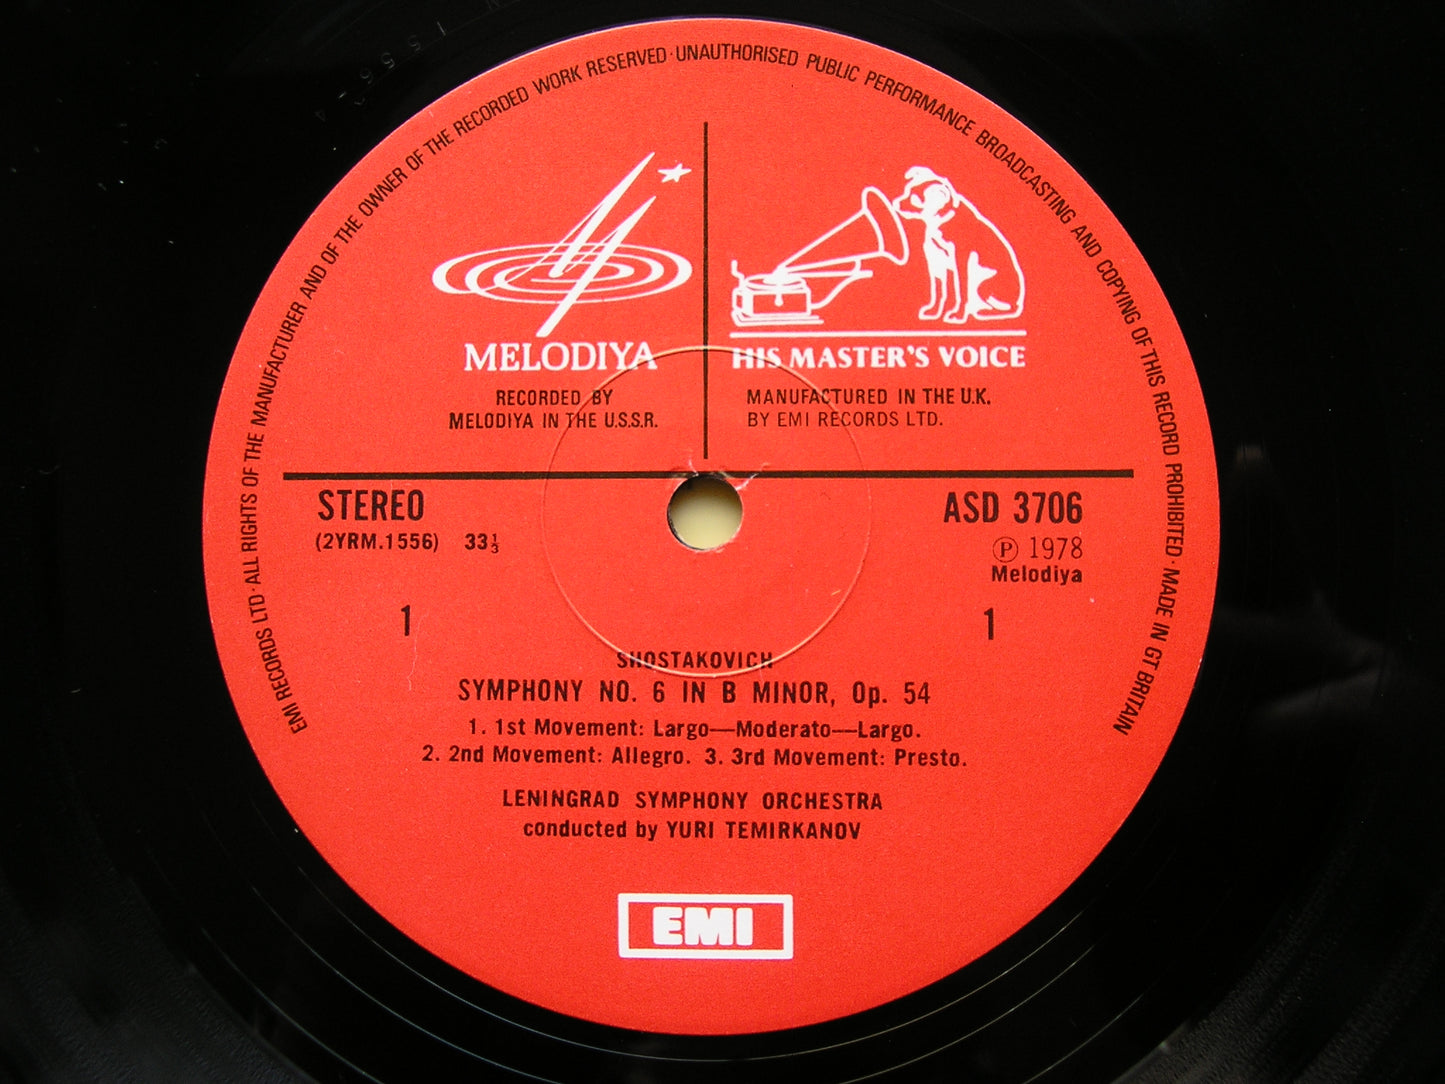 EMI RECORDS LTD · ALL RIGHTS OF THE MANUFACTURER AND OF THE OWNER OF THE RECORDED WORK RESERVED · UNAUTHORISED PUBLIC PERFORMANCE BROADCASTING AND COPYING OF THIS RECORD PROHIBITED · MADE IN GT BRITAIN
MELODIYA
RECORDED BY
MELODIYA IN THE U.S.S.R.
HIS MASTER'S VOICE
MANUFACTURED IN THE U.K.
BY EMI RECORDS LTD.
STEREO
(2YRM.1556) 33⅓
ASD 3706
℗ 1978
Melodiya
1
1
SHOSTAKOVICH
SYMPHONY NO. 6 IN B MINOR, Op. 54
1. 1st Movement: Largo—Moderato—Largo.
2. 2nd Movement: Allegro. 3. 3rd Movement: Presto.
LENINGRAD SYMPHONY ORCHESTRA
conducted by YURI TEMIRKANOV
EMI